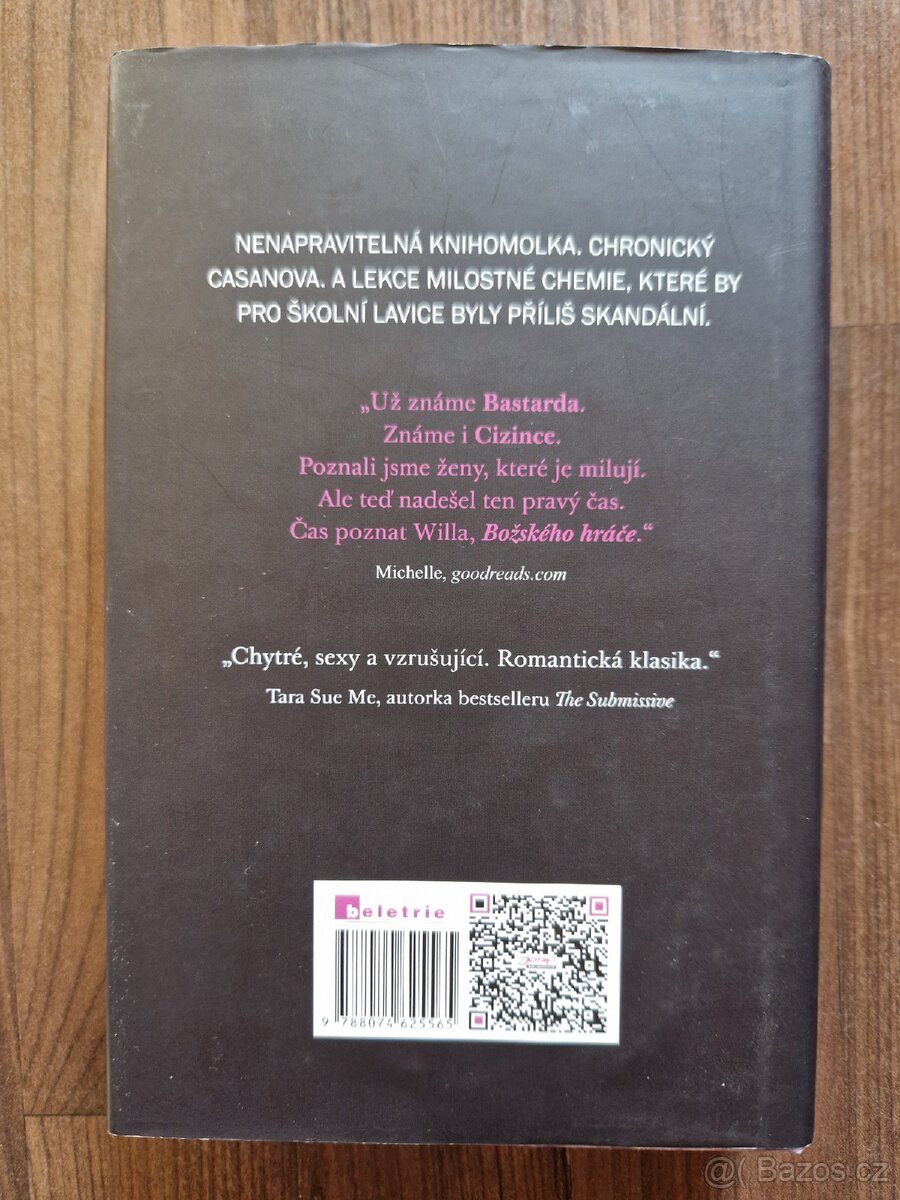 NENAPRAVITELNÁ KNIHOMOLKA. CHRONICKÝ
CASANOVA. A LEKCE MILOSTNÉ CHEMIE, KTERÉ BY
PRO ŠKOLNÍ LAVICE BYLY PŘÍLIŠ SKANDÁLNÍ.
„Už známe Bastarda.
Známe i Cizince.
Poznali jsme ženy, které je milují.
Ale teď nadešel ten pravý čas.
Čas poznat Willa, Božského hráče.“
Michelle, goodreads.com
„Chytré, sexy a vzrušující. Romantická klasika.“
Tara Sue Me, autorka bestselleru The Submissive
beletrie
9 788074 625565
@( Bazos.cz